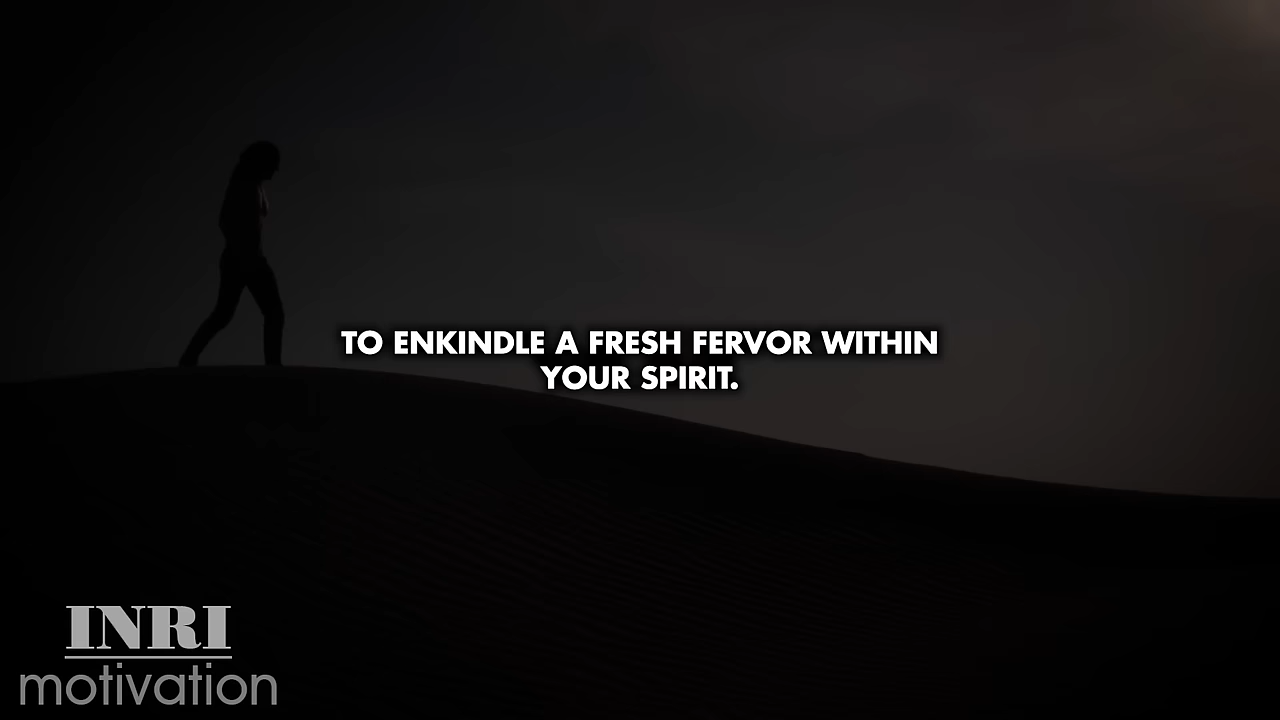 TO ENKINDLE A FRESH FERVOR WITHIN
YOUR SPIRIT.
INRI
motivation